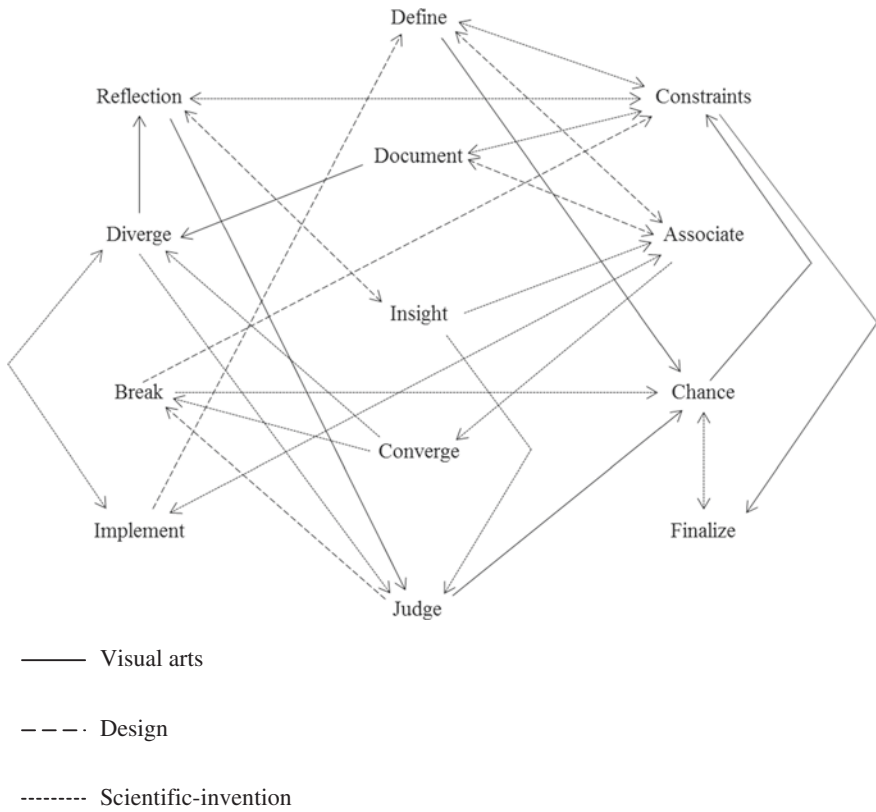 Define
Reflection
Constraints
Document
Diverge
Associate
Insight
Break
Chance
Converge
Implement
Finalize
Judge
Visual arts
Design
Scientific-invention